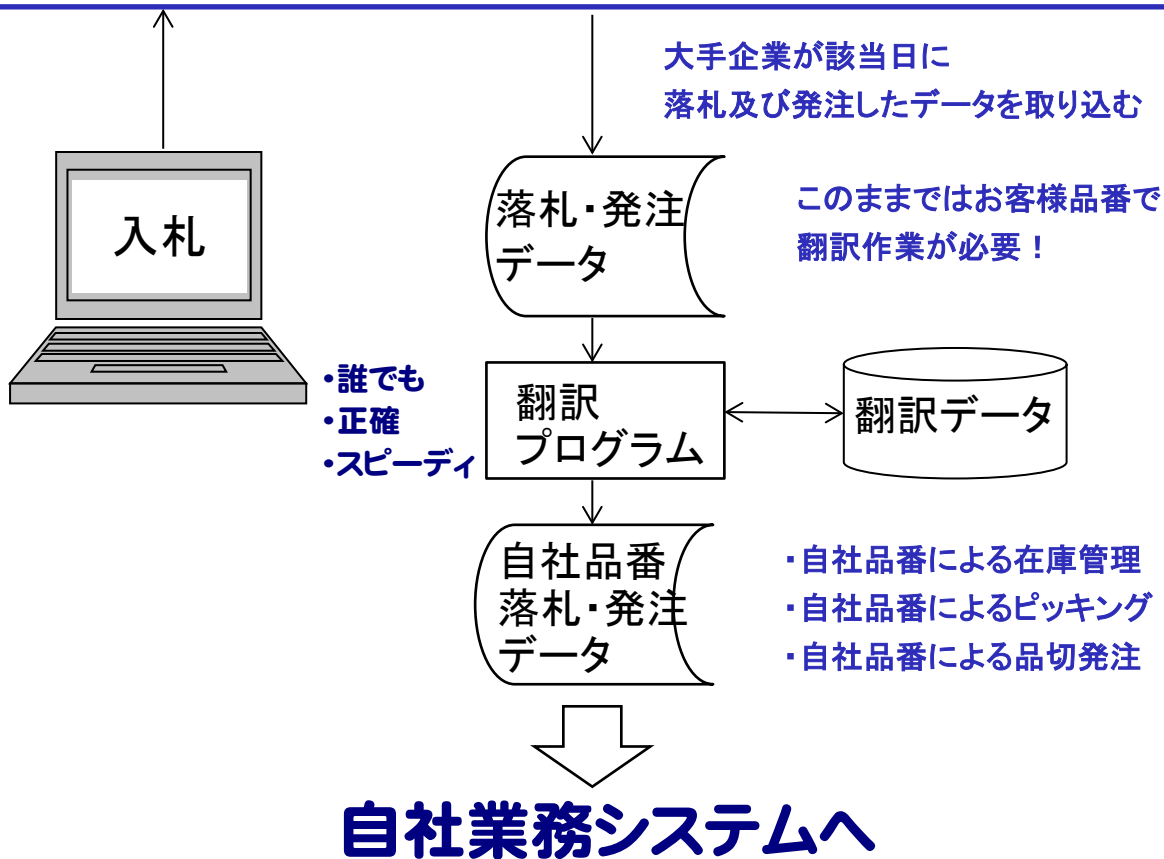 大手企業が該当日に
落札及び発注したデータを取り込む
入札
落札・発注
データ
このままではお客様品番で
翻訳作業が必要！
・誰でも
・正確
・スピーディ
翻訳
プログラム
翻訳データ
自社品番
落札・発注
データ
・自社品番による在庫管理
・自社品番によるピッキング
・自社品番による品切発注
自社業務システムへ